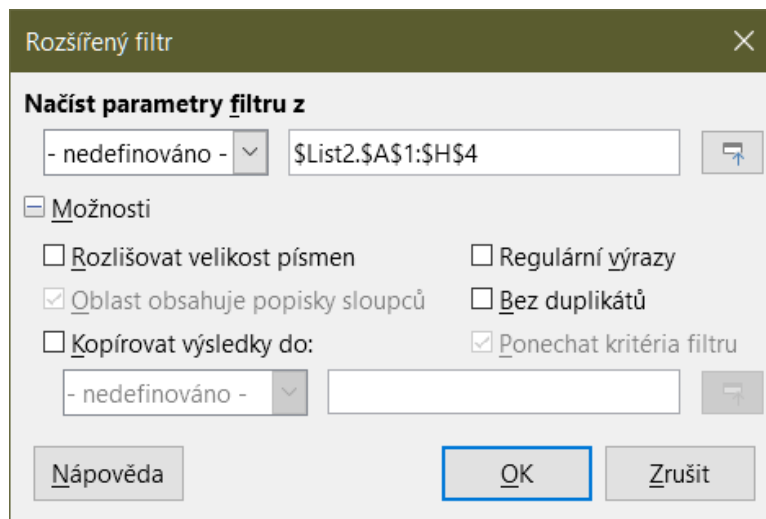 Rozšířený filtr
Načíst parametry filtru z
- nedefinováno - $List2.$A$1:$H$4
Možnosti
Rozlišovat velikost písmen Regulární výrazy
Oblast obsahuje popisky sloupců Bez duplikátů
Kopírovat výsledky do: Ponechat kritéria filtru
- nedefinováno -
Nápověda OK Zrušit